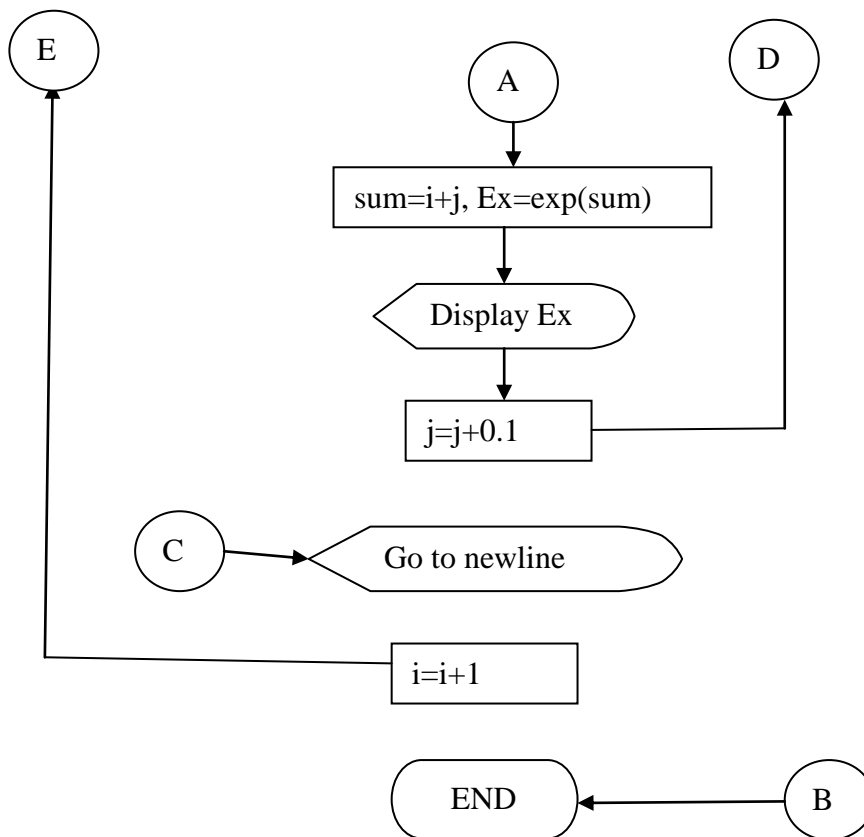 E
A
D
sum=i+j, Ex=exp(sum)
Display Ex
j=j+0.1
C
Go to newline
i=i+1
END
B